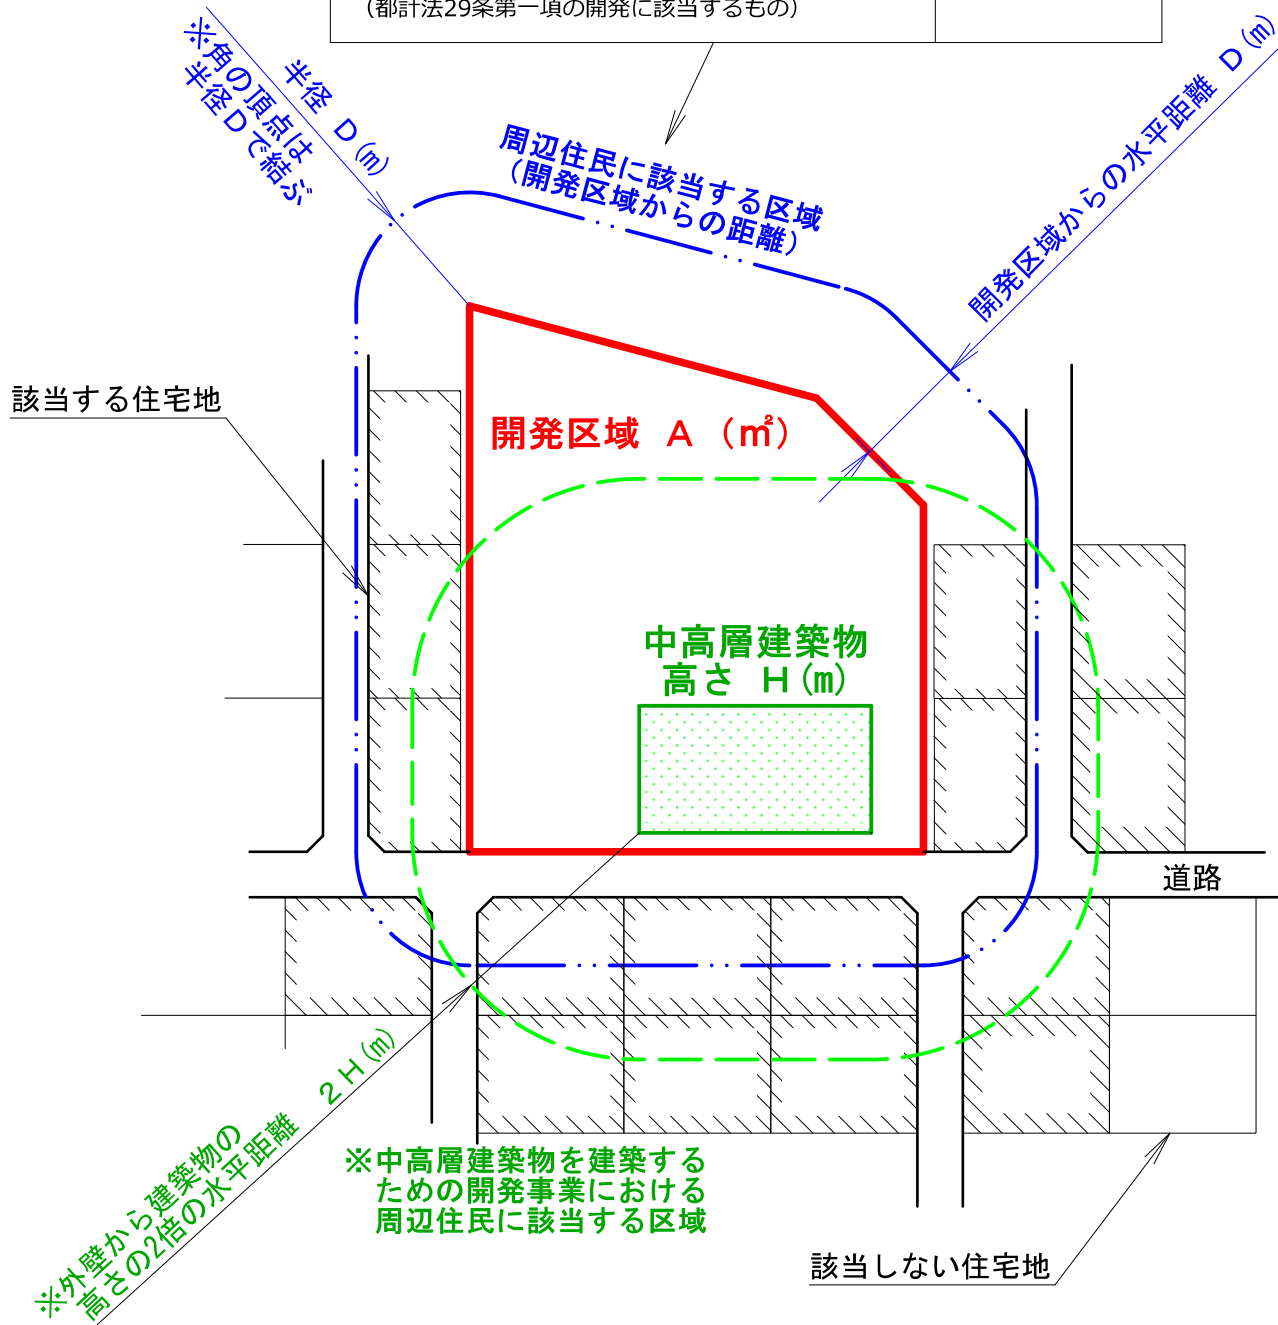 （都計法29条第一項の開発に該当するもの）
半径 Ｄ(m)
※角の頂点は
半径Ｄで結ぶ
周辺住民に該当する区域
（開発区域からの距離）
開発区域からの水平距離 Ｄ(m)
該当する住宅地
開発区域 Ａ （㎡）
中高層建築物
高さ Ｈ(m)
道路
２Ｈ(m)
※外壁から建築物の
高さの2倍の水平距離
※中高層建築物を建築する
ための開発事業における
周辺住民に該当する区域
該当しない住宅地